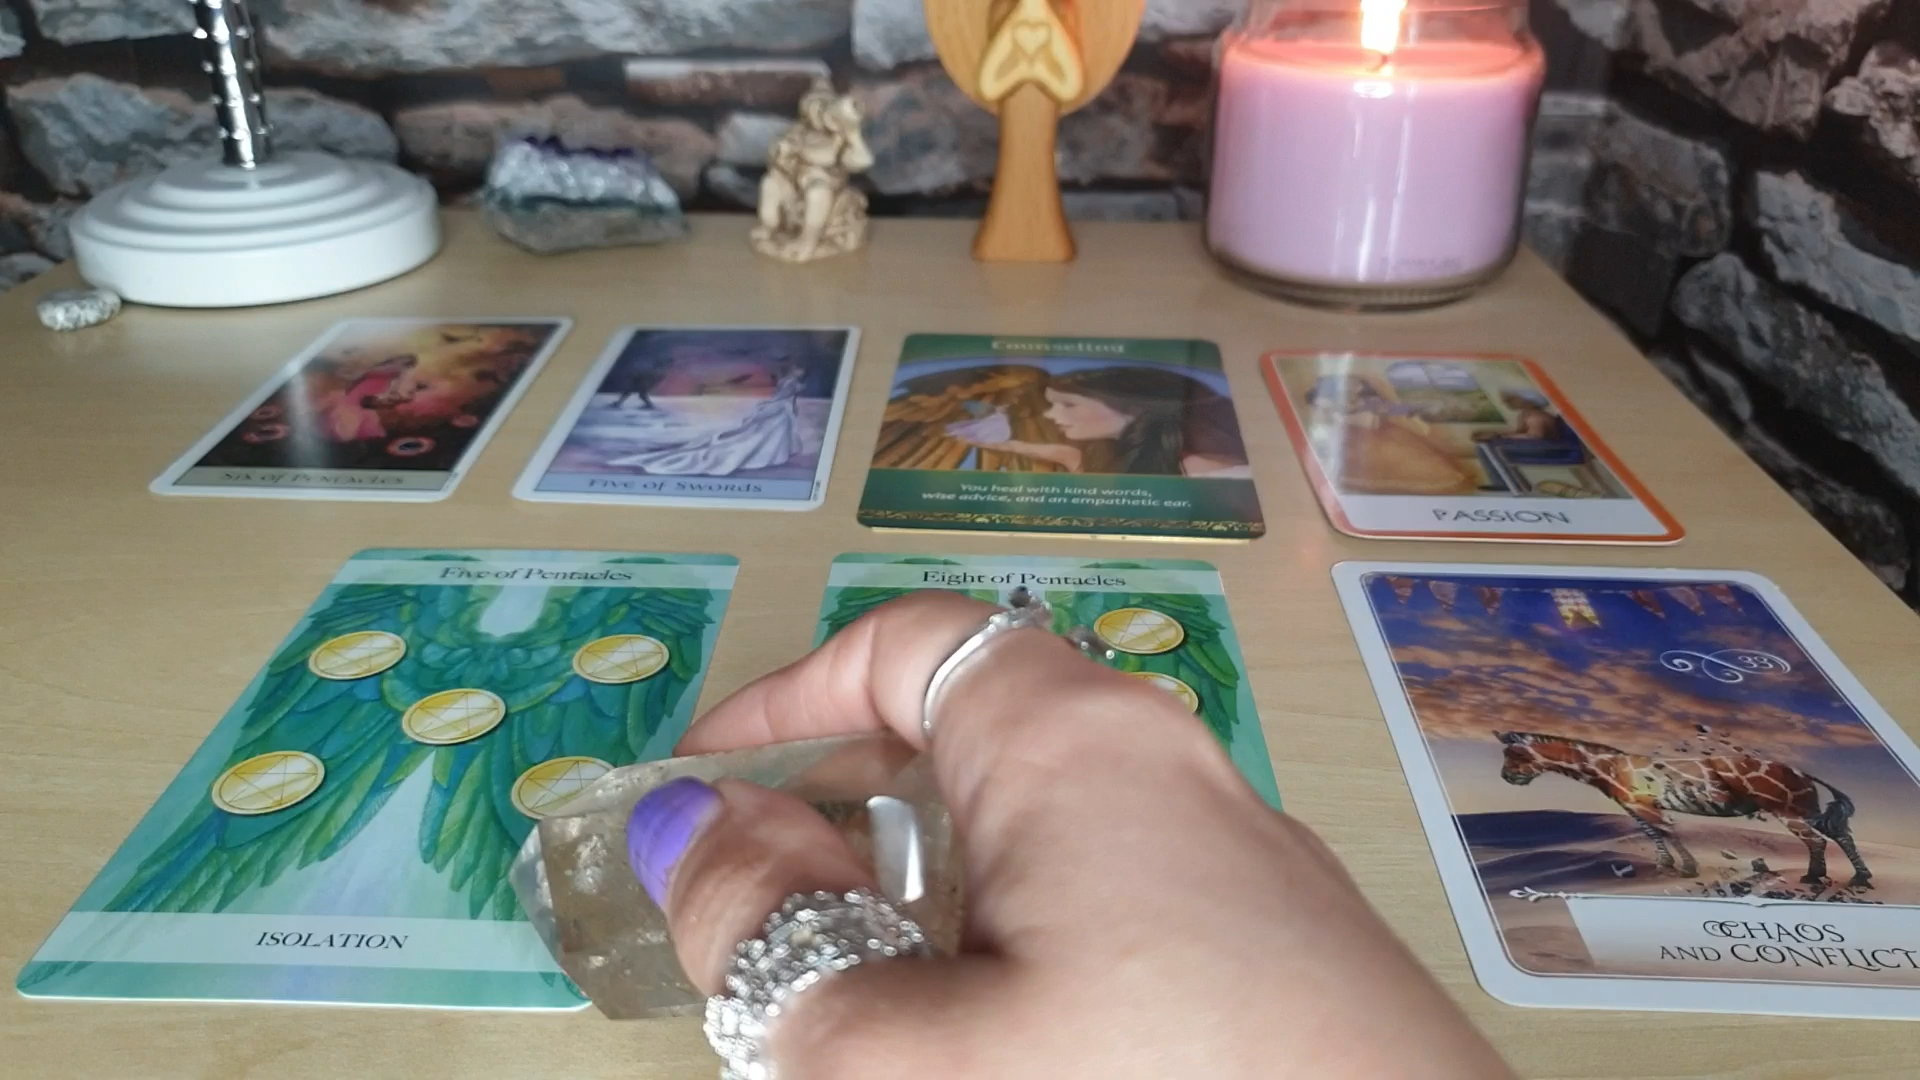 SIX OF PENTACLES
FIVE OF SWORDS
Counseling
You heal with kind words,
wise advice, and an empathetic ear.
PASSION
Five of Pentacles
ISOLATION
Eight of Pentacles
33
CHAOS
AND CONFLICT